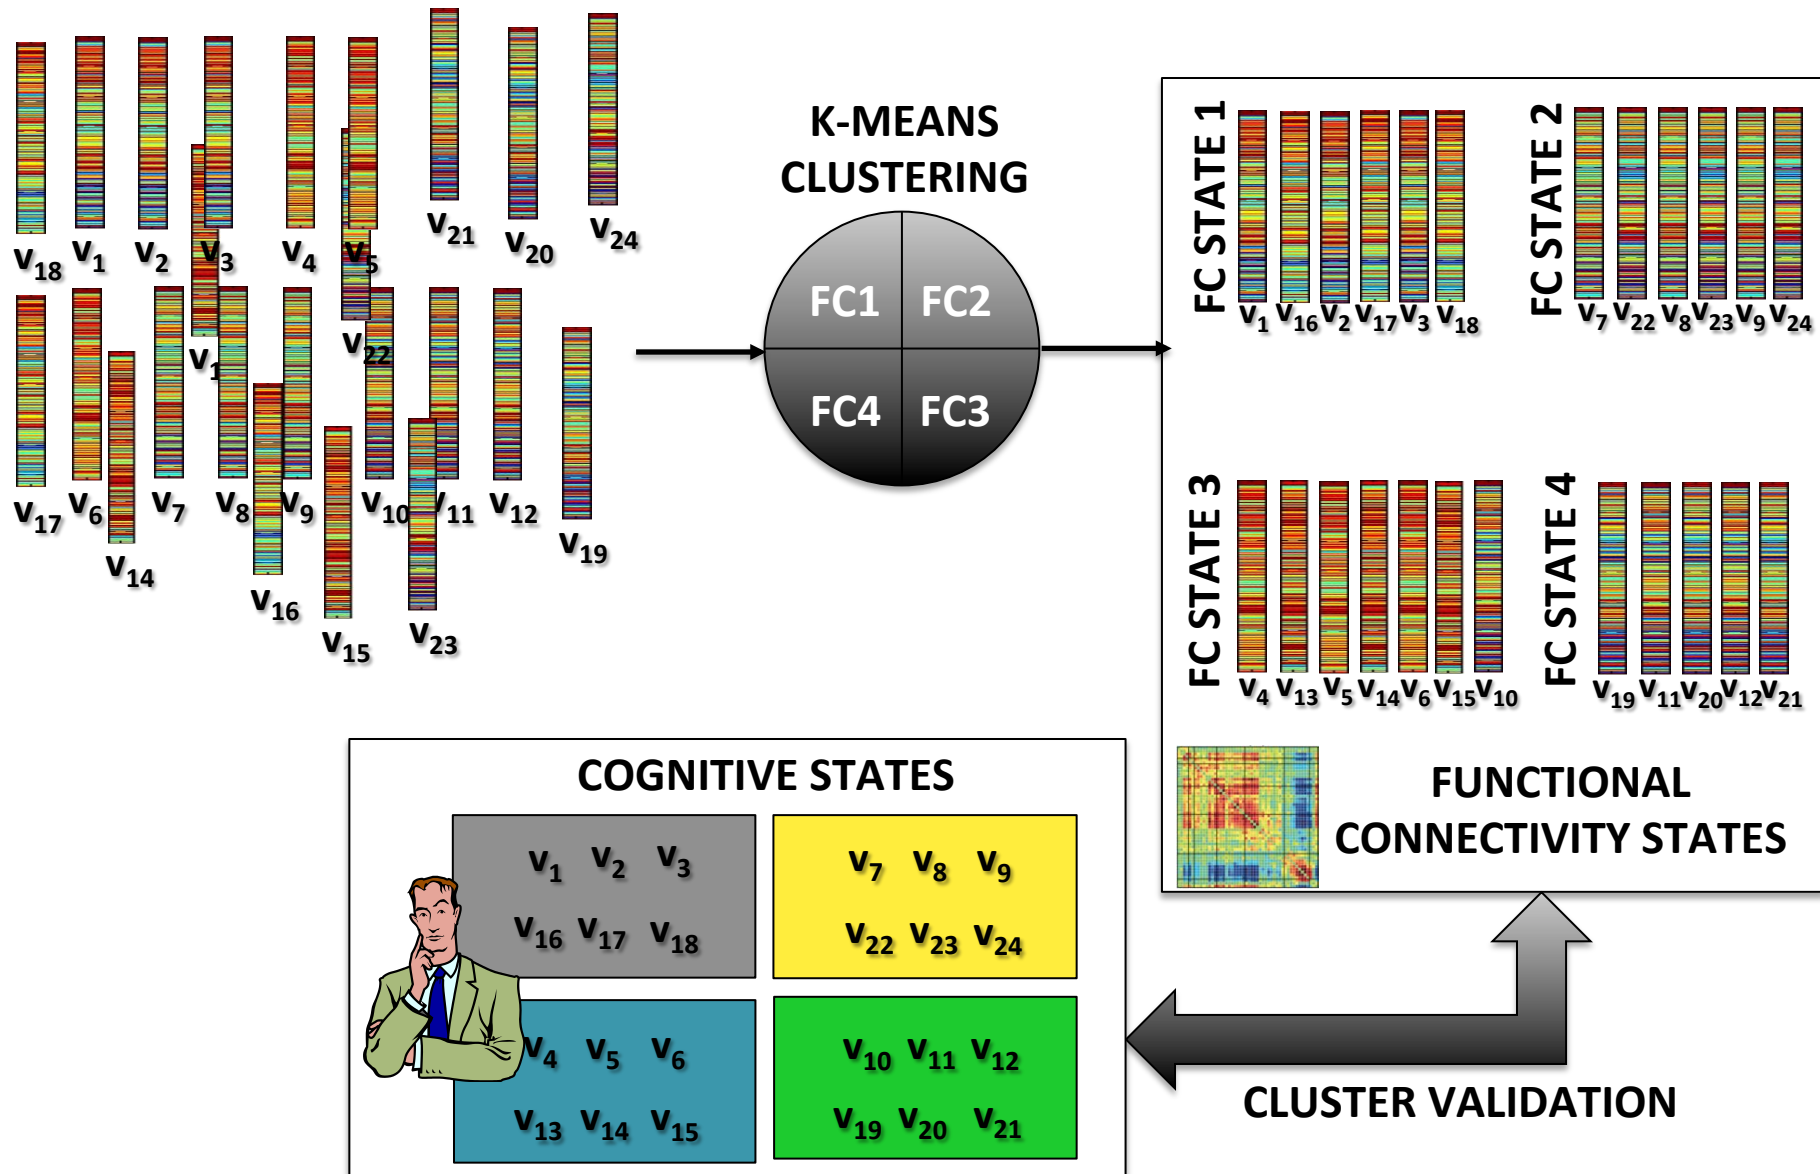 v18 v1 v2 v3 v4 v5 v21 v20 v24
v17 v6 v14 v7 v1 v8 v16 v9 v15 v22 v10 v23 v11 v12 v19
K-MEANS
CLUSTERING
FC1 FC2
FC4 FC3
FC STATE 1
v1 v16 v2 v17 v3 v18
FC STATE 2
v7 v22 v8 v23 v9 v24
FC STATE 3
v4 v13 v5 v14 v6 v15 v10
FC STATE 4
v19 v11 v20 v12 v21
FUNCTIONAL
CONNECTIVITY STATES
COGNITIVE STATES
v1 v2 v3
v16 v17 v18
v7 v8 v9
v22 v23 v24
v4 v5 v6
v13 v14 v15
v10 v11 v12
v19 v20 v21
CLUSTER VALIDATION